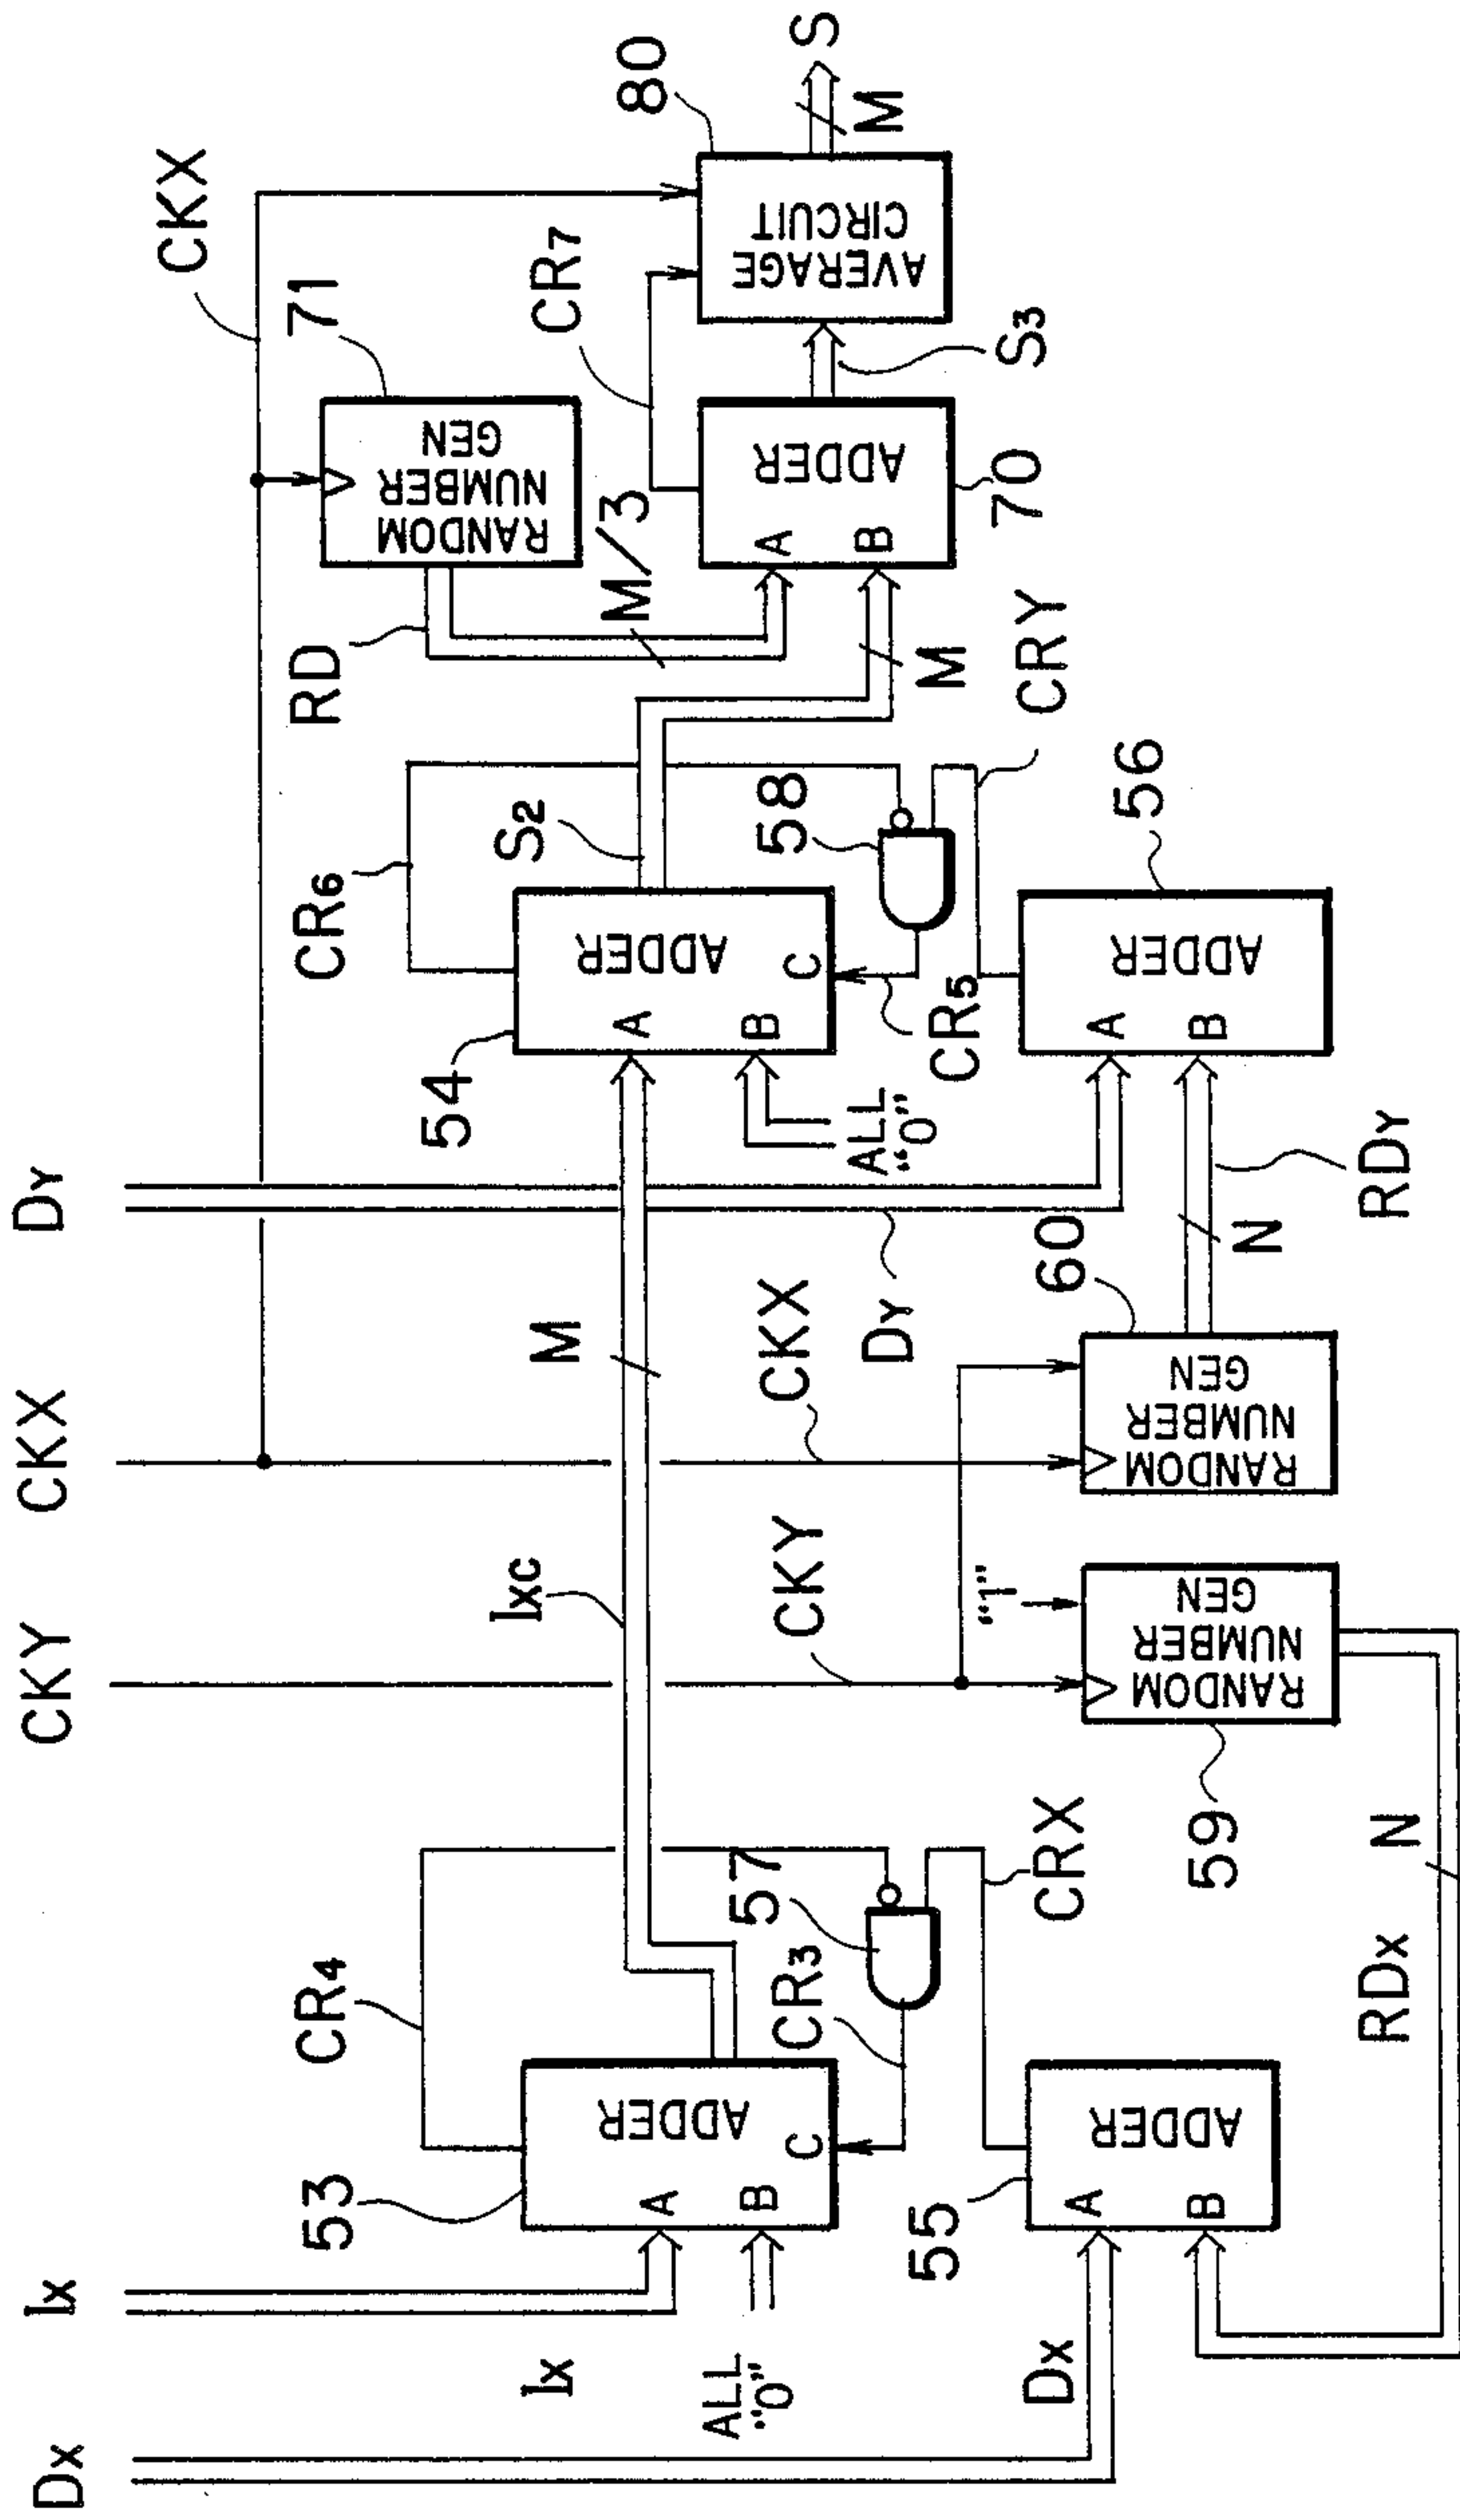 Dx
Ix
CKY
CKX
DY
Ix
ALL
“0”
Dx
53
ADDER
A
B
C
CR4
CR3
57
55
ADDER
A
B
CRX
Ixc
M
CKY
CKX
DY
“1”
RANDOM
NUMBER
GEN
59
RDx
N
RANDOM
NUMBER
GEN
60
N
RDY
54
ADDER
A
B
C
ALL
“0”
CR6
S2
58
CR5
CRY
ADDER
A
B
56
RD
RANDOM
NUMBER
GEN
71
M/3
M
CKX
ADDER
A
B
70
CR7
S3
AVERAGE
CIRCUIT
80
M
S